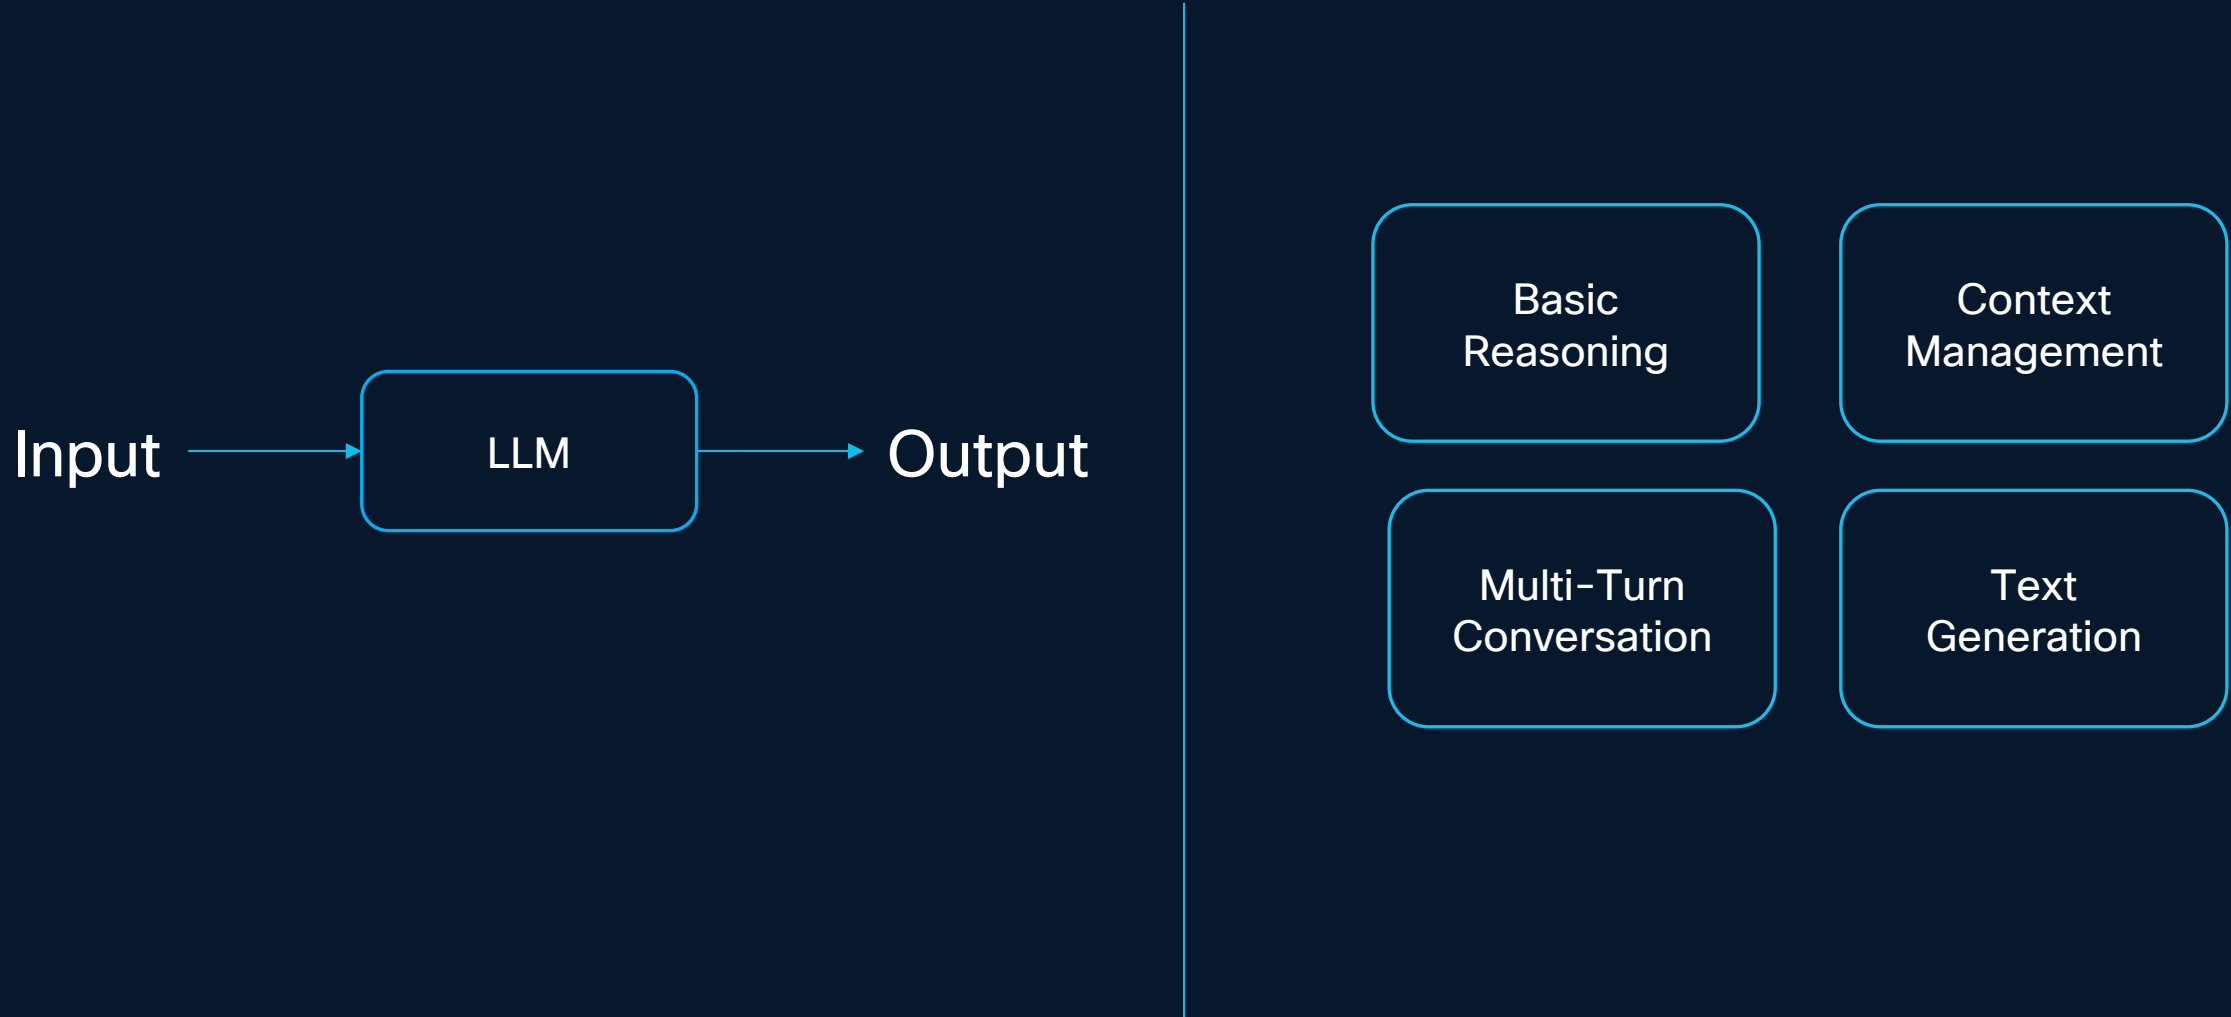 Input
LLM
Output
Basic
Reasoning
Context
Management
Multi-Turn
Conversation
Text
Generation